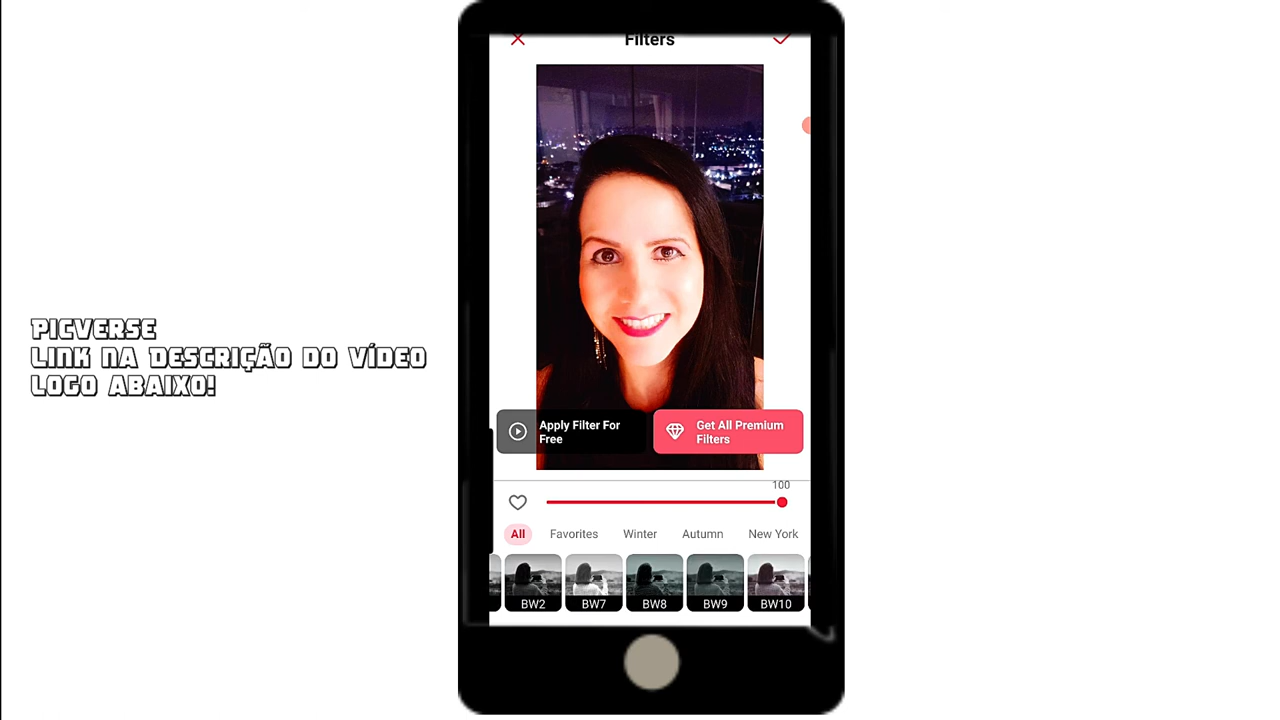 Filters
PICVERSE
LINK NA DESCRIÇÃO DO VÍDEO
LOGO ABAIXO!
Apply Filter For
Free
Get All Premium
Filters
100
All
Favorites
Winter
Autumn
New York
BW2
BW7
BW8
BW9
BW10